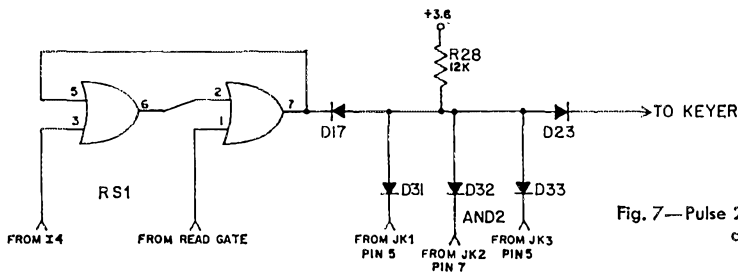 +3.6
R28
12K
5
6
3
2
7
1
D17
D23
TO KEYER
RS1
D31
D32
D33
AND2
FROM I4
FROM READ GATE
FROM JK1
PIN 5
FROM JK2
PIN 7
FROM JK3
PIN5
Fig. 7—Pulse 2